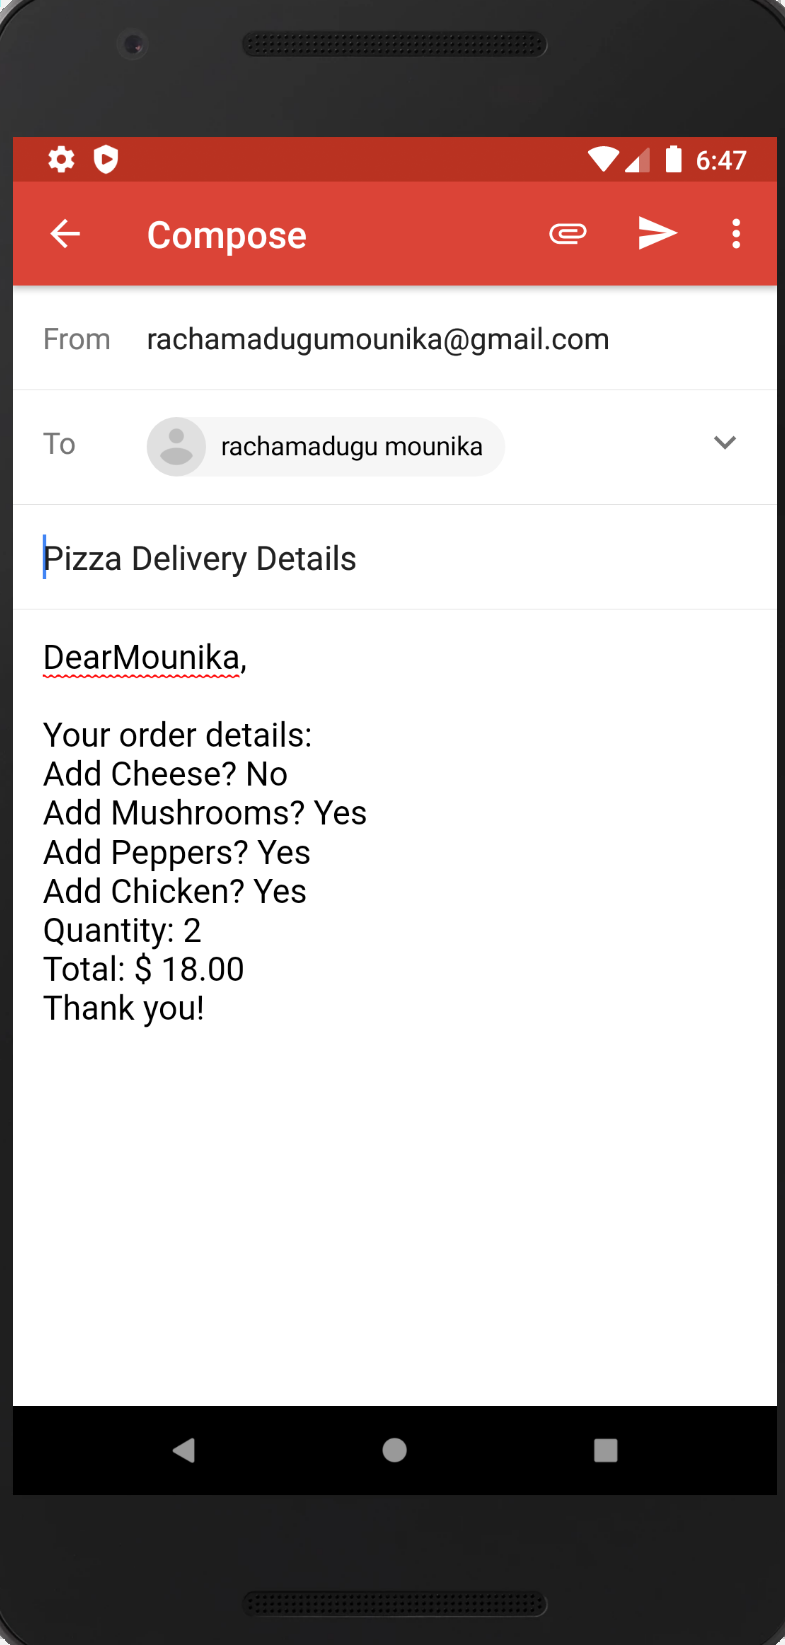 6:47
Compose
From rachamadugumounika@gmail.com
To rachamadugu mounika
Pizza Delivery Details
DearMounika,
Your order details:
Add Cheese? No
Add Mushrooms? Yes
Add Peppers? Yes
Add Chicken? Yes
Quantity: 2
Total: $ 18.00
Thank you!